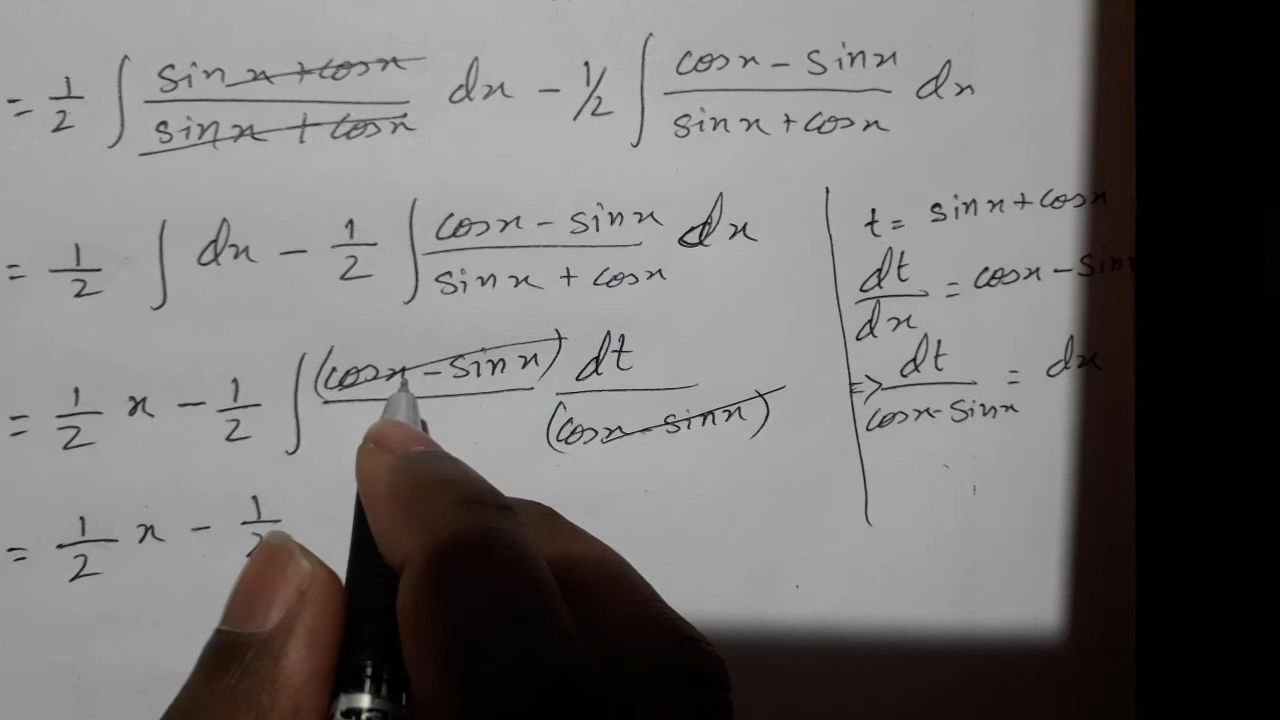 = 1/2 ∫ (sin x + cos x)/(sin x + cos x) dx - 1/2 ∫ (cos x - sin x)/(sin x + cos x) dx
= 1/2 ∫ dx - 1/2 ∫ (cos x - sin x)/(sin x + cos x) dx
= 1/2 x - 1/2 ∫ (cos x - sin x) dt/(cos x - sin x)
= 1/2 x - 1/2
t = sin x + cos x
dt/dx = cos x - sin x
=> dt/(cos x - sin x) = dx